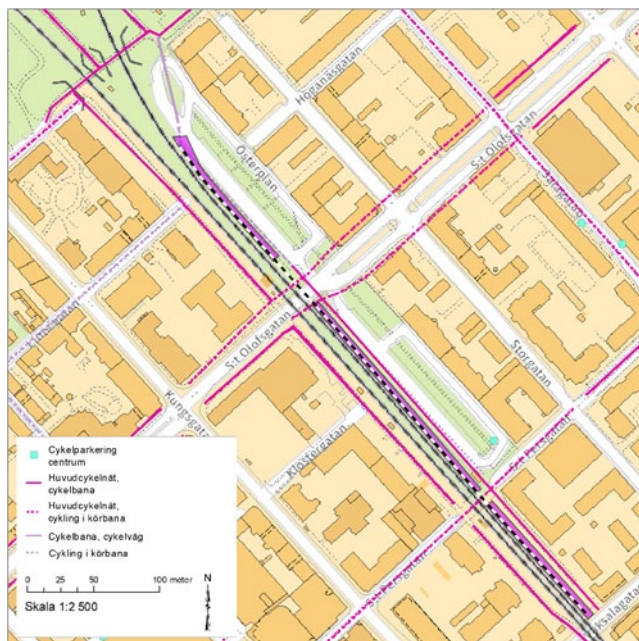 Höganäsgatan
Österplan
S:t Olofsgatan
Storgatan
S:t Olofsgatan
Kungsgatan
Klostergatan
S:t Persgatan
S:t Persgatan
Cykelparkering
centrum
Huvudcykelnät,
cykelbana
Huvudcykelnät,
cykling i körbana
Cykelbana, cykelväg
Cykling i körbana
0 25 50 100 meter
N
Skala 1:2 500